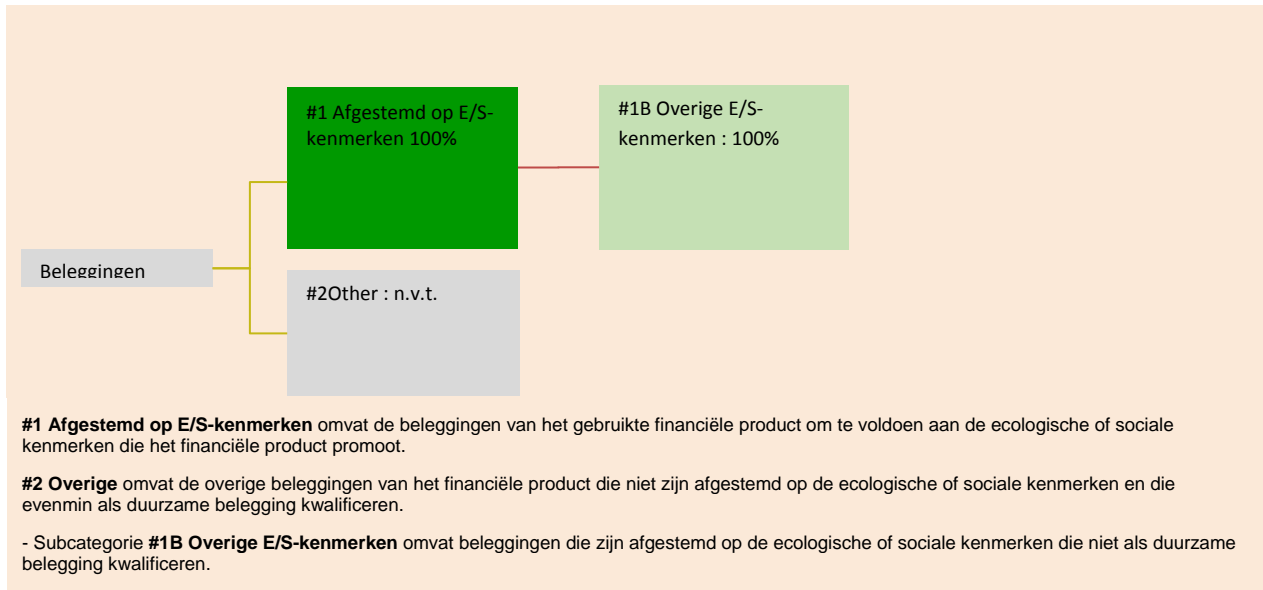 #1 Afgestemd op E/S-
kenmerken 100%
#1B Overige E/S-
kenmerken : 100%
Beleggingen
#2Other : n.v.t.
#1 Afgestemd op E/S-kenmerken omvat de beleggingen van het gebruikte financiële product om te voldoen aan de ecologische of sociale
kenmerken die het financiële product promoot.
#2 Overige omvat de overige beleggingen van het financiële product die niet zijn afgestemd op de ecologische of sociale kenmerken en die
evenmin als duurzame belegging kwalificeren.
- Subcategorie #1B Overige E/S-kenmerken omvat beleggingen die zijn afgestemd op de ecologische of sociale kenmerken die niet als duurzame
belegging kwalificeren.